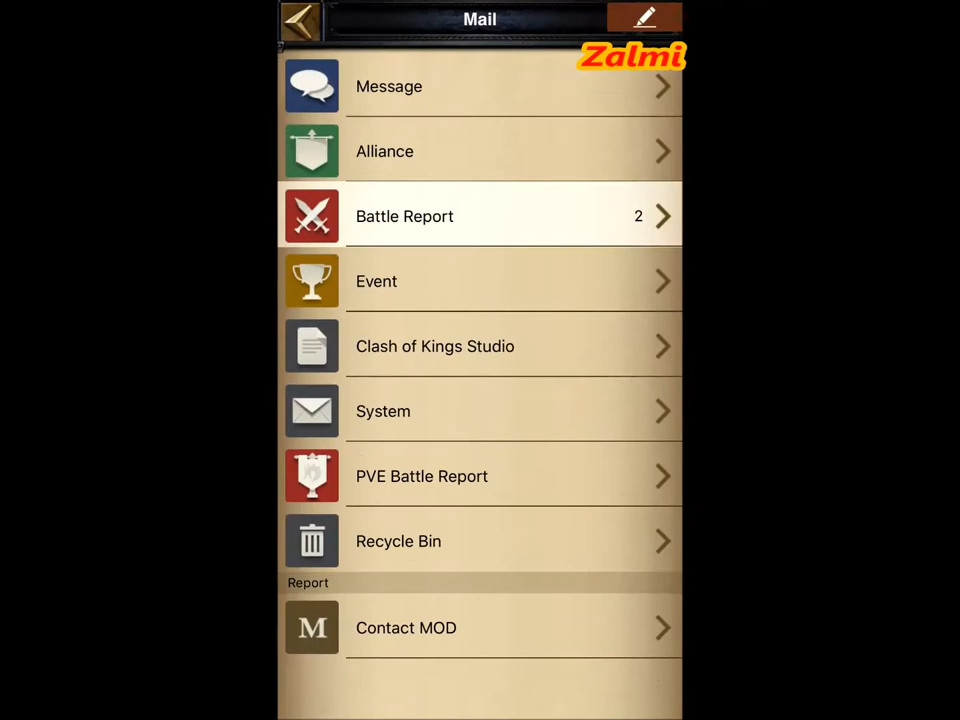 Mail
Zalmi
Message
Alliance
Battle Report 2
Event
Clash of Kings Studio
System
PVE Battle Report
Recycle Bin
Report
M Contact MOD